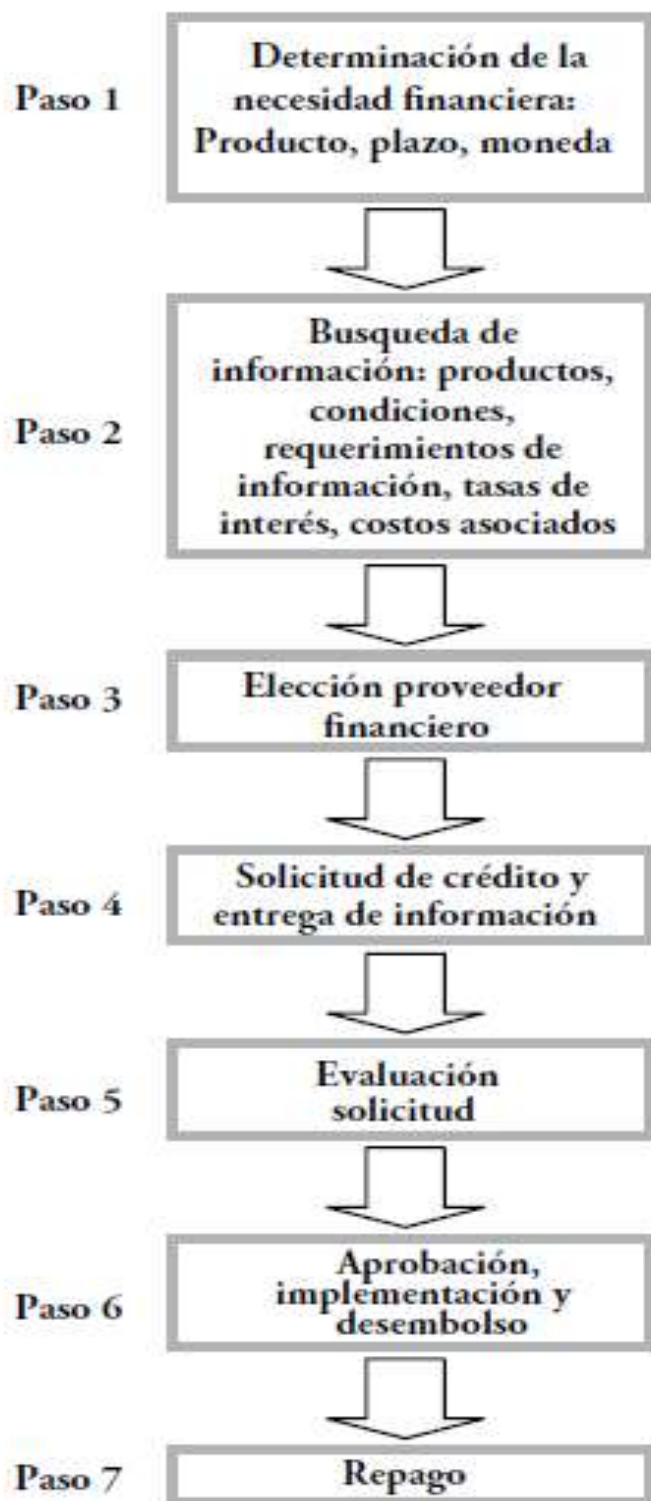 Paso 1
Determinación de la
necesidad financiera:
Producto, plazo, moneda
Paso 2
Busqueda de
información: productos,
condiciones,
requerimientos de
información, tasas de
interés, costos asociados
Paso 3
Elección proveedor
financiero
Paso 4
Solicitud de crédito y
entrega de información
Paso 5
Evaluación
solicitud
Paso 6
Aprobación,
implementación y
desembolso
Paso 7
Repago